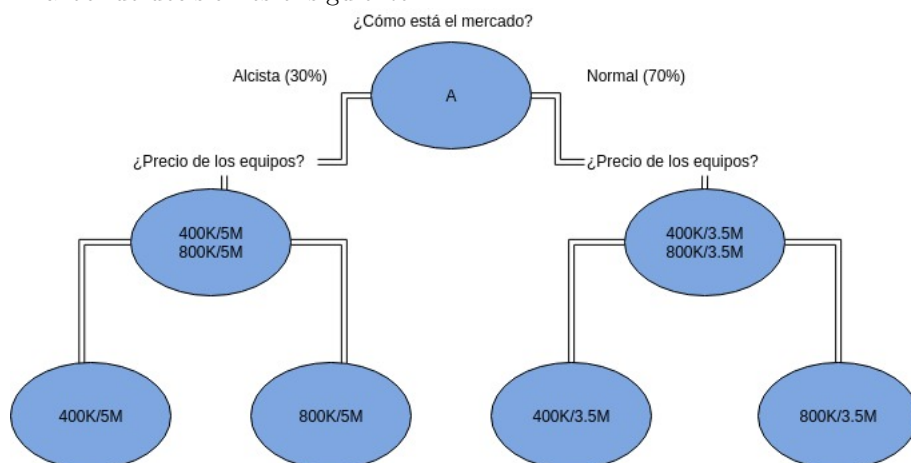 ¿Cómo está el mercado?
Alcista (30%)
Normal (70%)
A
¿Precio de los equipos?
¿Precio de los equipos?
400K/5M
800K/5M
400K/3.5M
800K/3.5M
400K/5M
800K/5M
400K/3.5M
800K/3.5M